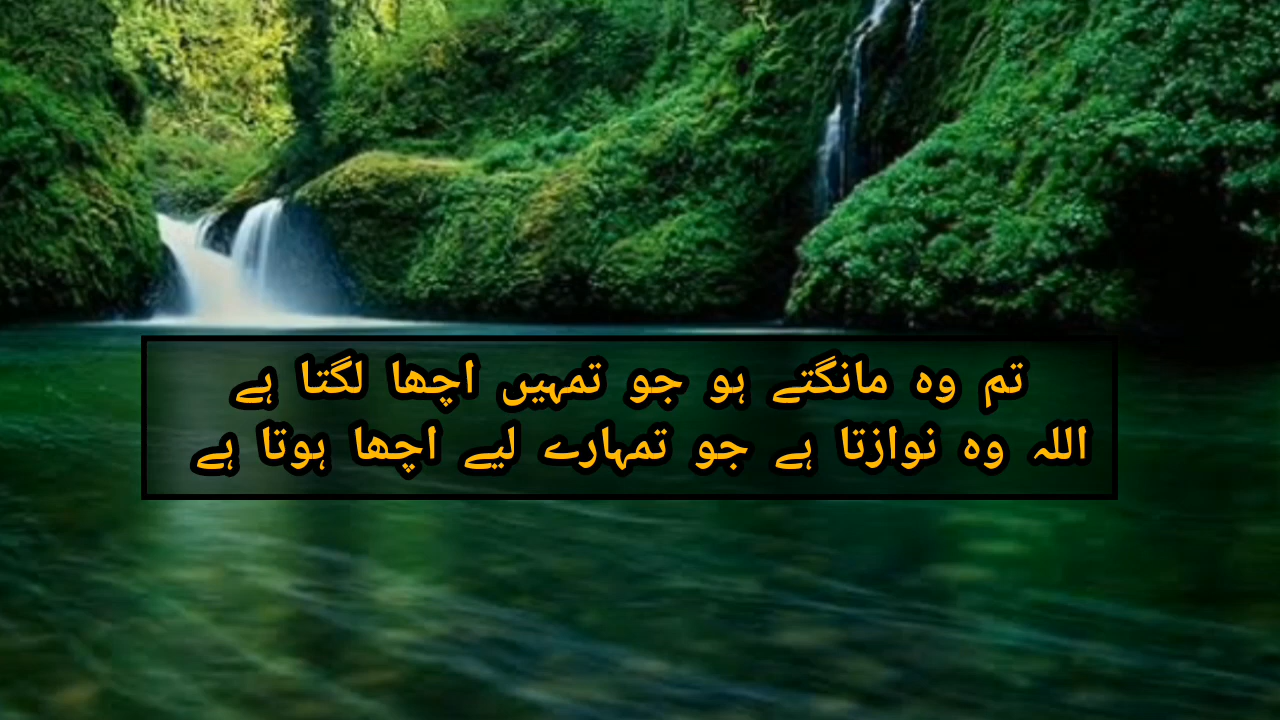 تم وہ مانگتے ہو جو تمہیں اچھا لگتا ہے
اللہ وہ نوازتا ہے جو تمہارے لیے اچھا ہوتا ہے